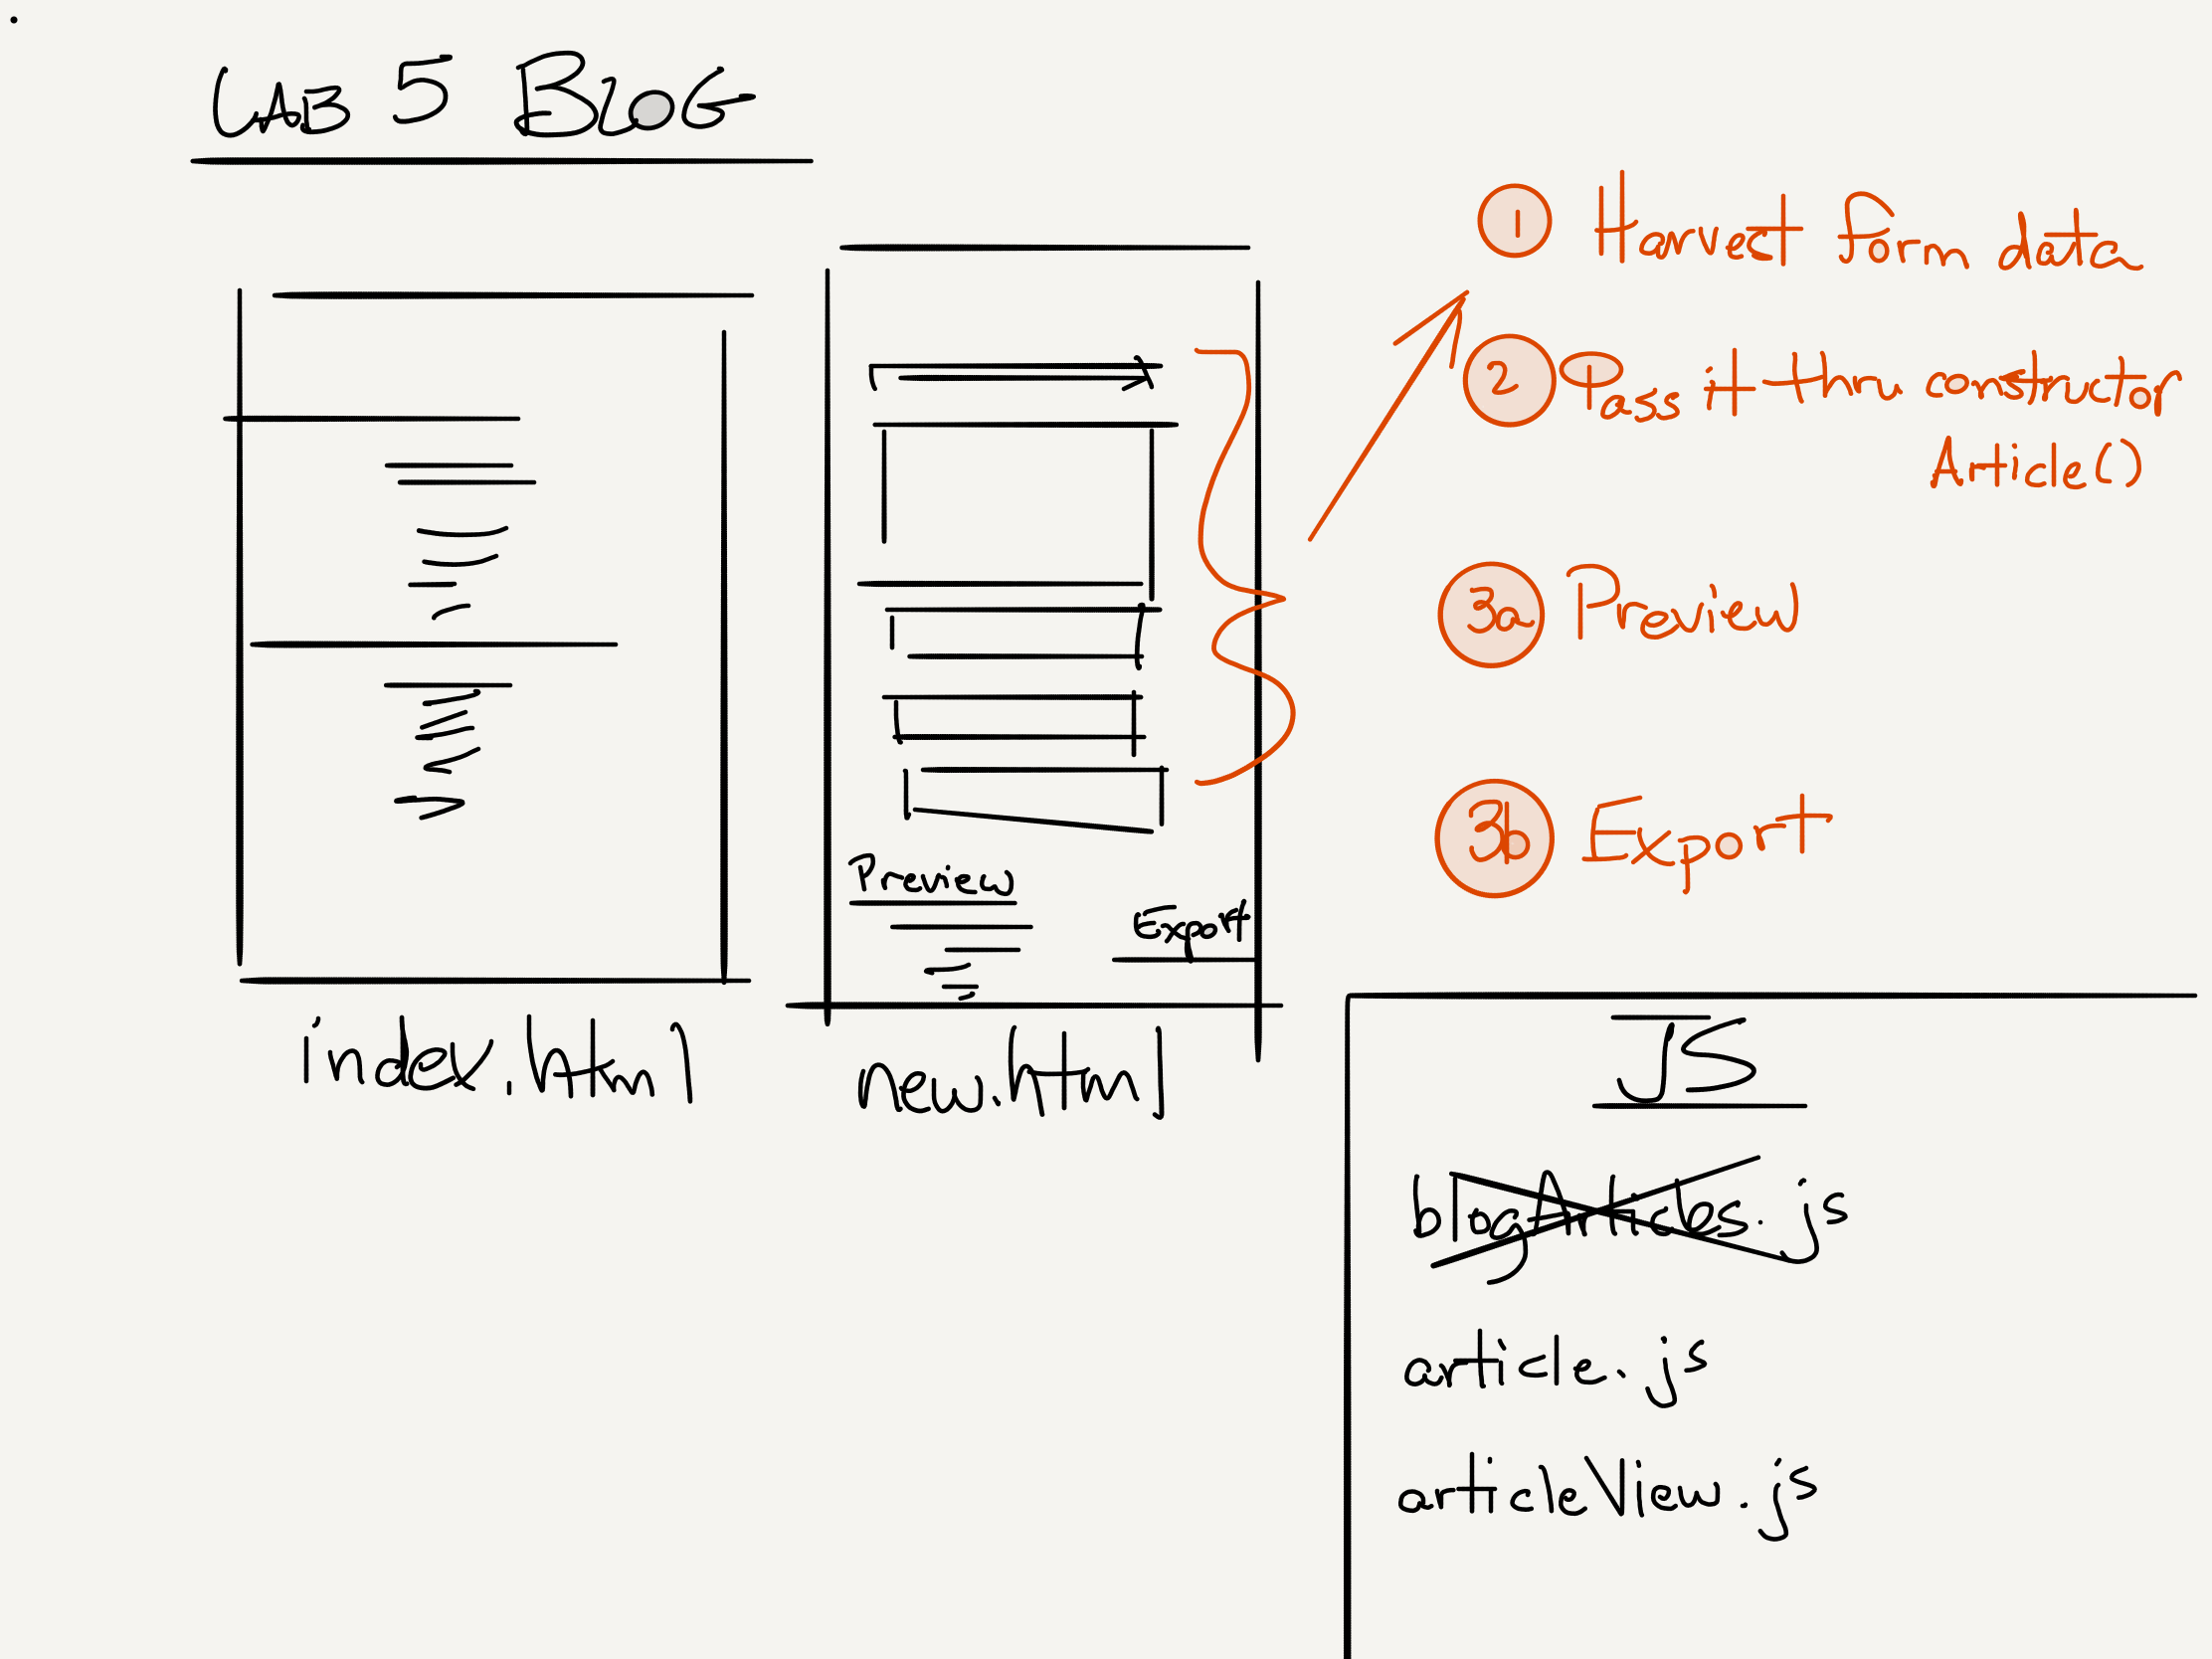 LAB 5 BLOG
1 Harvest form data
2 Pass it thru constructor
Article()
3a Preview
3b Export
Preview
Export
index.html
new.html
JS
blogArticles.js
article.js
articleView.js